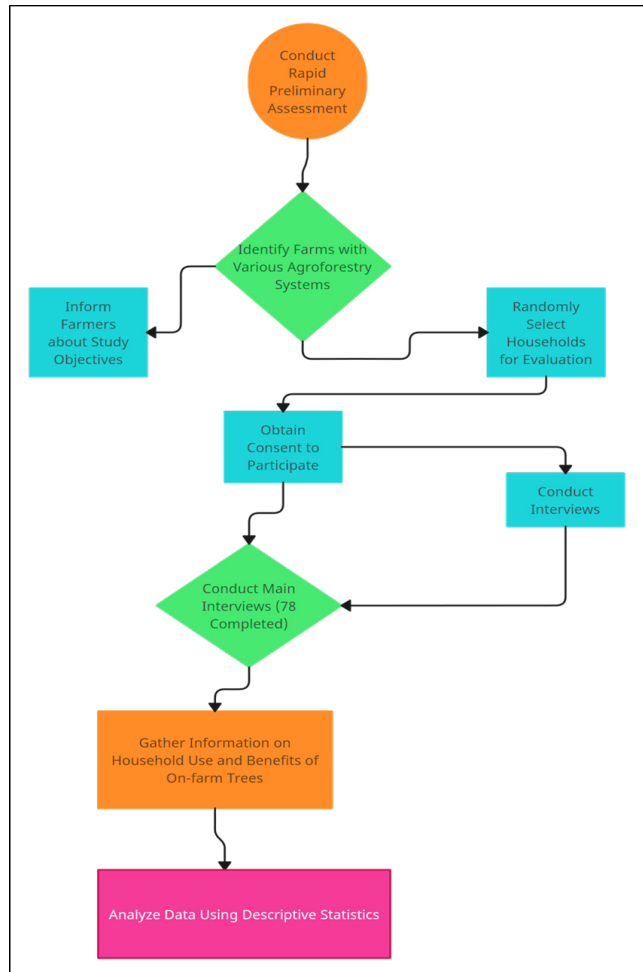 Conduct
Rapid
Preliminary
Assessment
Identify Farms with
Various Agroforestry
Systems
Inform
Farmers
about Study
Objectives
Randomly
Select
Households
for Evaluation
Obtain
Consent to
Participate
Conduct
Interviews
Conduct Main
Interviews (78
Completed)
Gather Information on
Household Use and Benefits of
On-farm Trees
Analyze Data Using Descriptive Statistics